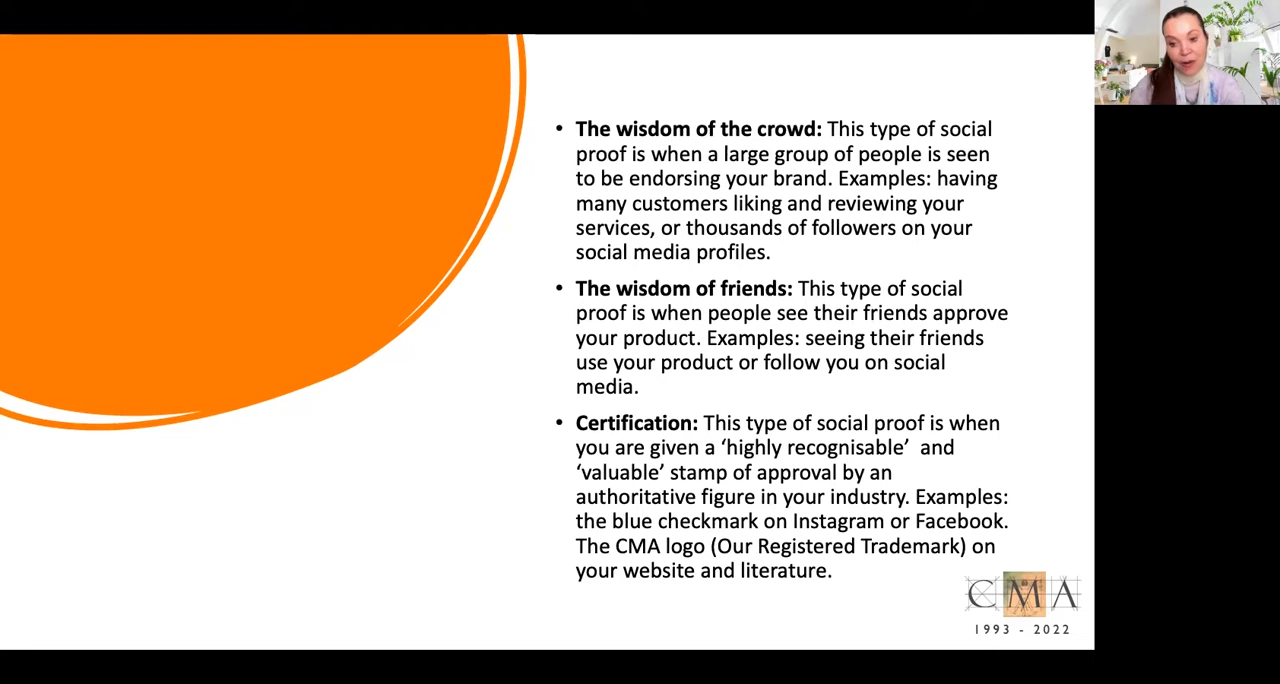 • The wisdom of the crowd: This type of social
proof is when a large group of people is seen
to be endorsing your brand. Examples: having
many customers liking and reviewing your
services, or thousands of followers on your
social media profiles.
• The wisdom of friends: This type of social
proof is when people see their friends approve
your product. Examples: seeing their friends
use your product or follow you on social
media.
• Certification: This type of social proof is when
you are given a ‘highly recognisable’  and
‘valuable’ stamp of approval by an
authoritative figure in your industry. Examples:
the blue checkmark on Instagram or Facebook.
The CMA logo (Our Registered Trademark) on
your website and literature.
CMA
1993 - 2022